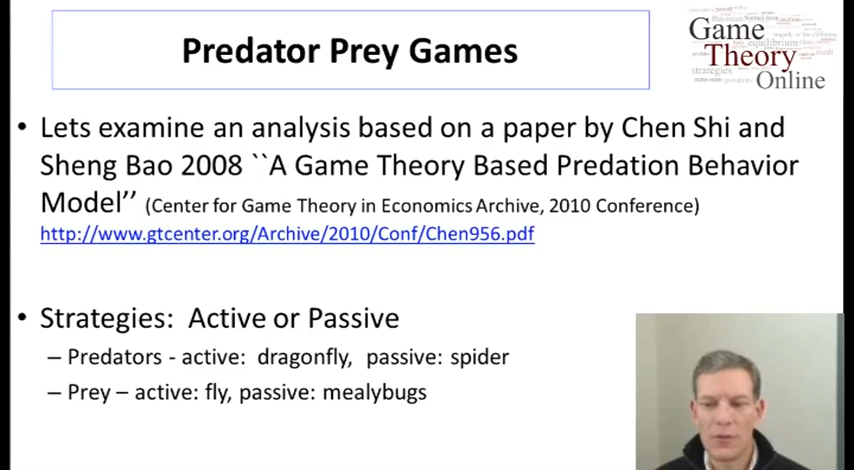 Predator Prey Games
Game
Theory
Online
equilibrium
strategies
• Lets examine an analysis based on a paper by Chen Shi and
Sheng Bao 2008 ``A Game Theory Based Predation Behavior
Model’’ (Center for Game Theory in Economics Archive, 2010 Conference)
http://www.gtcenter.org/Archive/2010/Conf/Chen956.pdf
• Strategies: Active or Passive
– Predators - active: dragonfly, passive: spider
– Prey – active: fly, passive: mealybugs